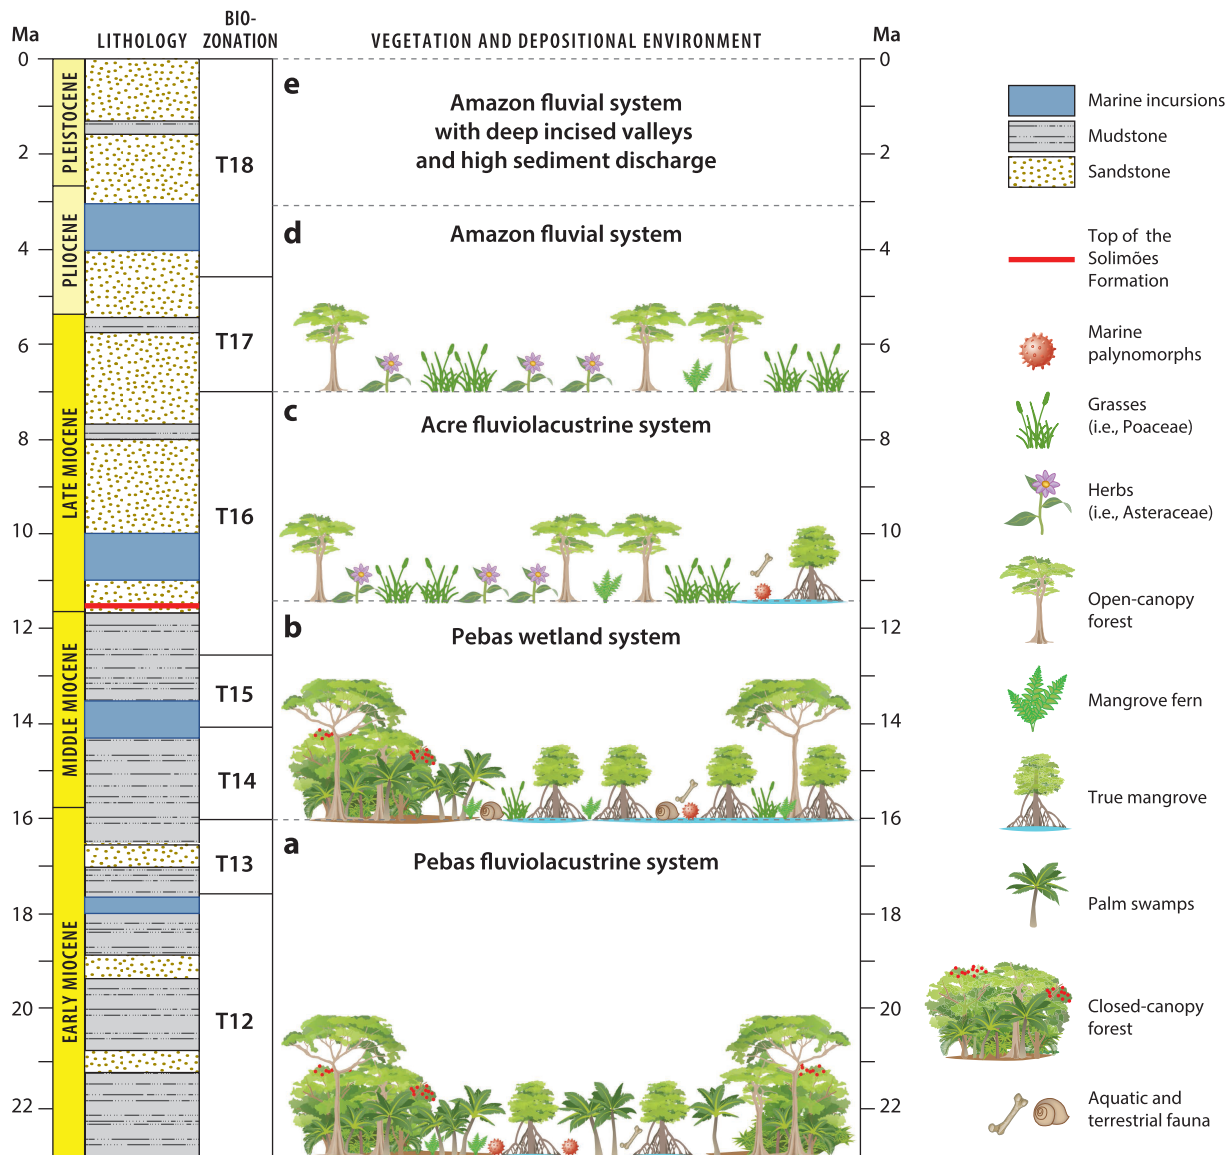 Ma
LITHOLOGY
BIO-
ZONATION
VEGETATION AND DEPOSITIONAL ENVIRONMENT
Ma
0
2
4
6
8
10
12
14
16
18
20
22
PLEISTOCENE
PLIOCENE
LATE MIOCENE
MIDDLE MIOCENE
EARLY MIOCENE
T18
T17
T16
T15
T14
T13
T12
e
Amazon fluvial system
with deep incised valleys
and high sediment discharge
d
Amazon fluvial system
c
Acre fluviolacustrine system
b
Pebas wetland system
a
Pebas fluviolacustrine system
0
2
4
6
8
10
12
14
16
18
20
22
Marine incursions
Mudstone
Sandstone
Top of the
Solimões
Formation
Marine
palynomorphs
Grasses
(i.e., Poaceae)
Herbs
(i.e., Asteraceae)
Open-canopy
forest
Mangrove fern
True mangrove
Palm swamps
Closed-canopy
forest
Aquatic and
terrestrial fauna